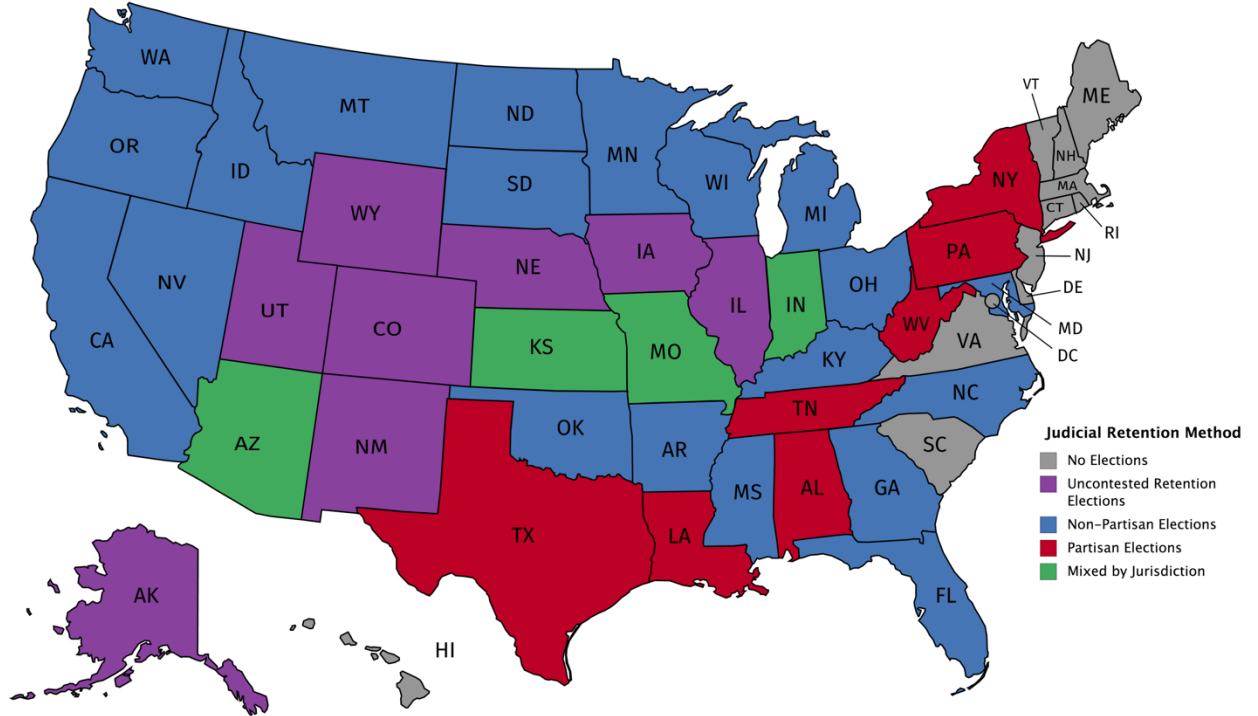 WA
MT
ND
MN
OR
ID
SD
WI
MI
VT
ME
NH
NY
MA
CT
RI
WY
IA
NE
PA
NJ
NV
UT
CO
IL
IN
OH
DE
WV
MD
CA
KS
MO
KY
VA
DC
AZ
NM
OK
AR
TN
NC
SC
MS
AL
GA
TX
LA
FL
AK
HI
Judicial Retention Method
No Elections
Uncontested Retention
Elections
Non-Partisan Elections
Partisan Elections
Mixed by Jurisdiction